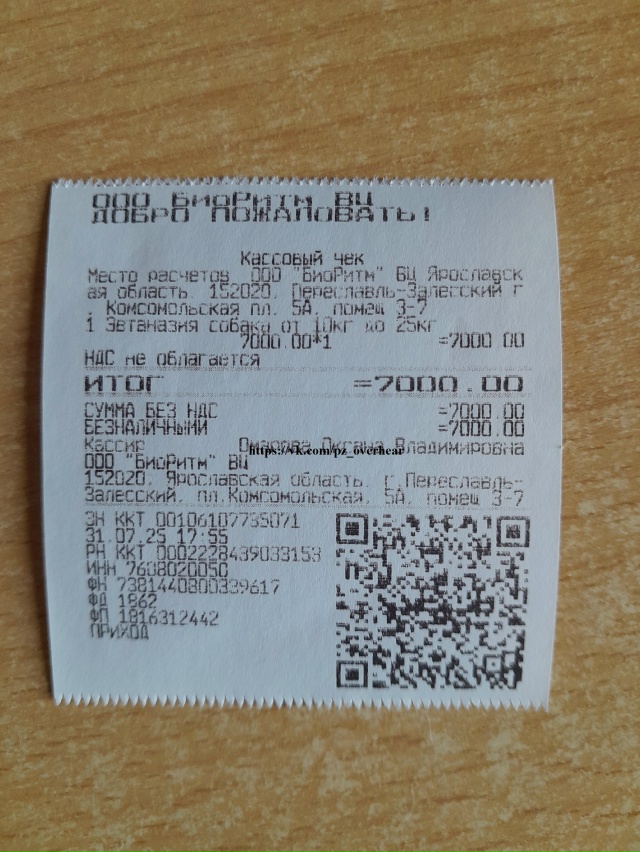 ООО БиоРитм ВЦ
ДОБРО ПОЖАЛОВАТЬ!
Кассовый чек
Место расчетов ООО "БиоРитм" ВЦ Ярославск
ая область, 152020, Переславль-Залесский г
, Комсомольская пл. 5А, помещ 3-7
1 Эвтаназия собака от 10кг до 25кг
7000.00*1 =7000.00
НДС не облагается
ИТОГ =7000.00
СУММА БЕЗ НДС =7000.00
БЕЗНАЛИЧНЫМИ =7000.00
Кассир Омарова Оксана Владимировна
https://vk.com/pz_overhear
ООО "БиоРитм" ВЦ
152020, Ярославская область, г.Переславль-
Залесский, пл.Комсомольская, 5А, помещ 3-7
ЗН ККТ 00106107735071
31.07.25 17:55
РН ККТ 0002228439033153
ИНН 7608020050
ФН 7381440800339617
ФД 1862
ФП 1816312442
ПРИХОД